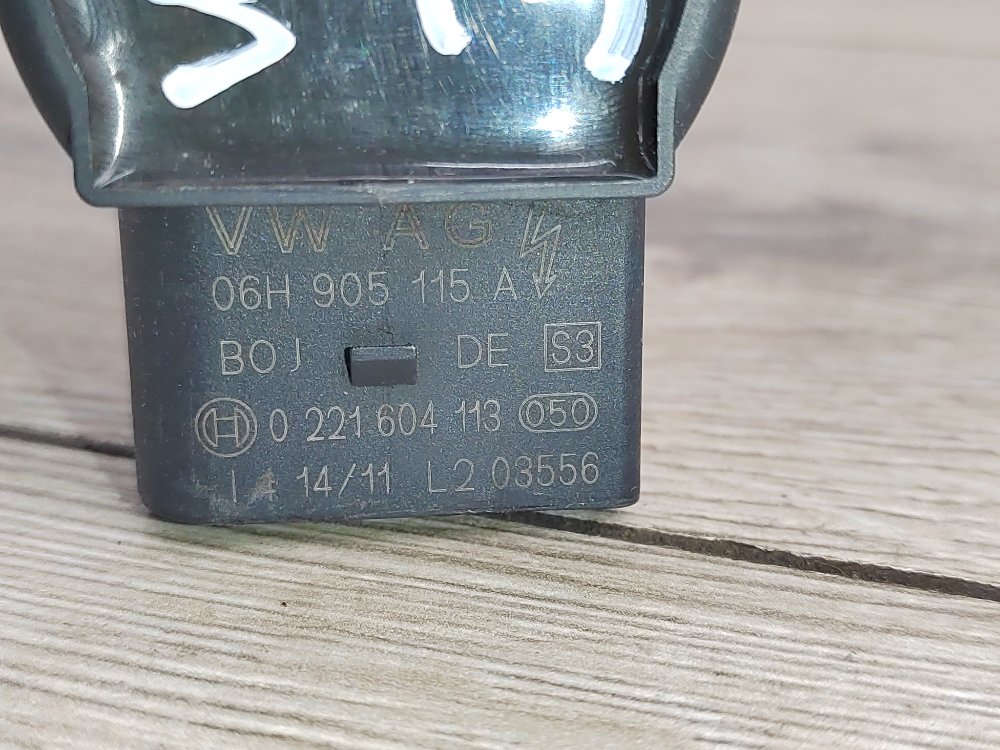 VW AG
06H 905 115 A
BOJ DE S3
0 221 604 113 050
14/11 L2 03556